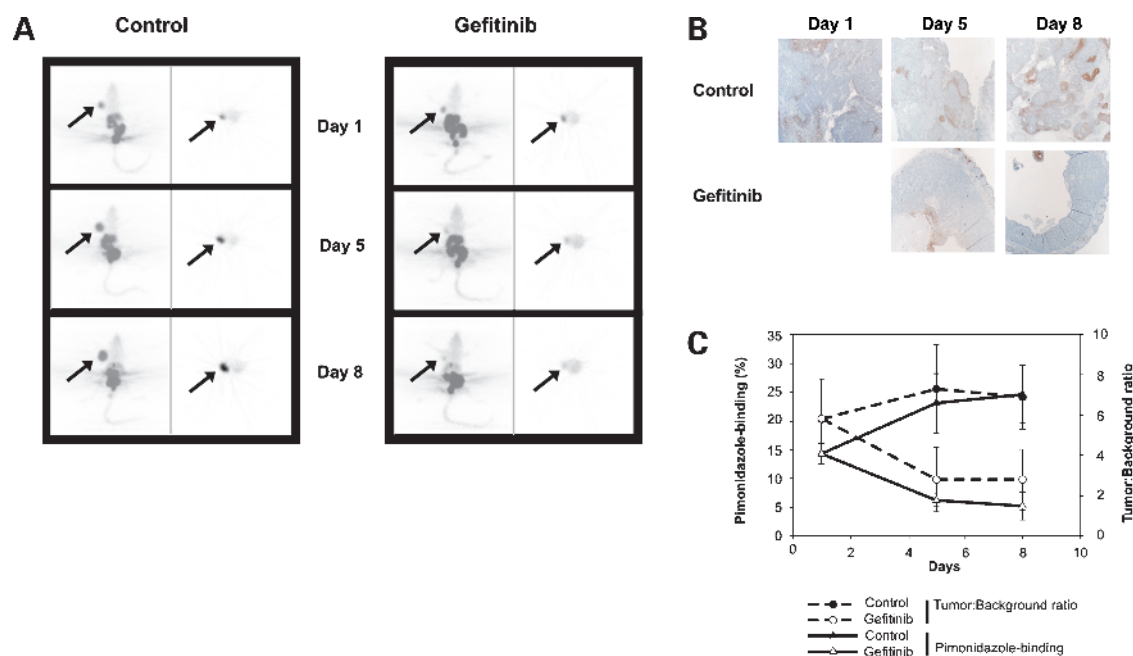 A
Control
Gefitinib
Day 1
Day 5
Day 8
B
Day 1 Day 5 Day 8
Control
Gefitinib
C
Pimonidazole-binding (%)
35
30
25
20
15
10
5
0
Tumor:Background ratio
10
8
6
4
2
0
0 2 4 6 8 10
Days
Control
Gefitinib
Tumor:Background ratio
Control
Gefitinib
Pimonidazole-binding